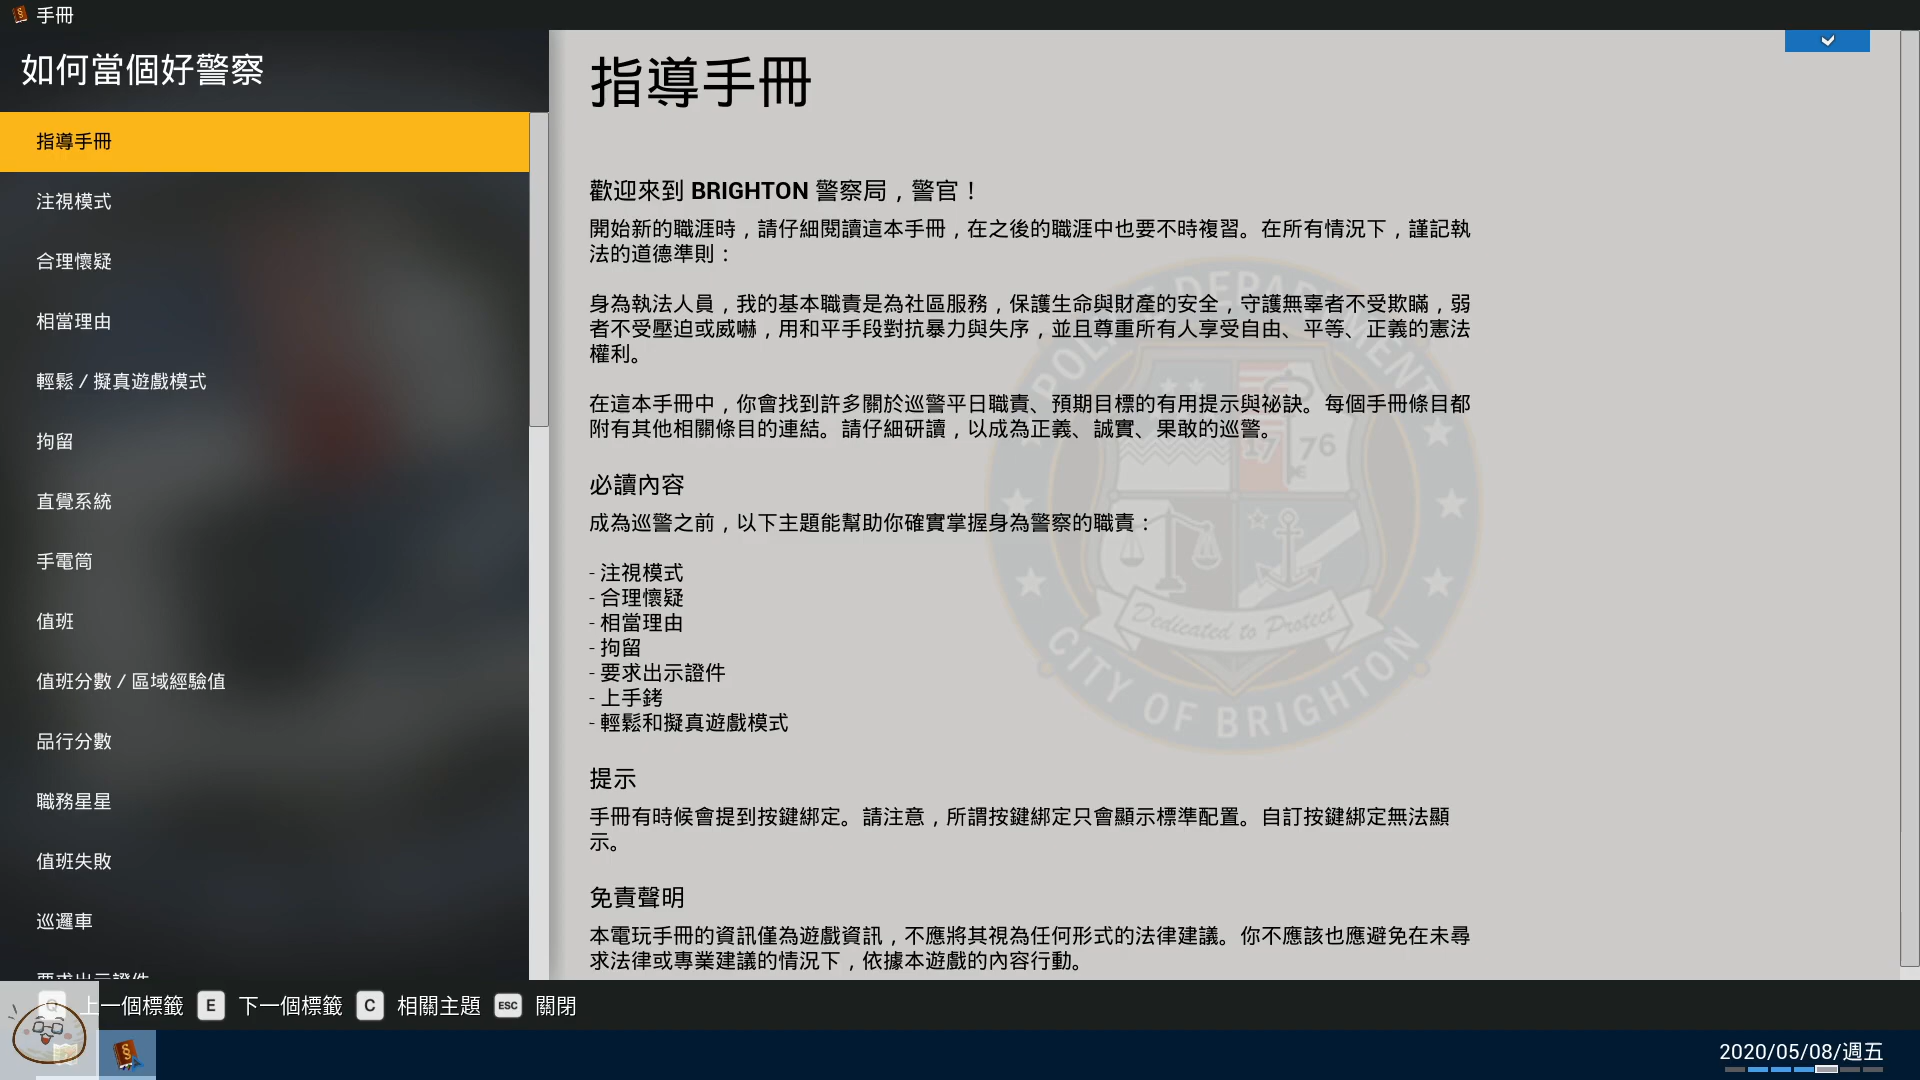 手冊
如何當個好警察
指導手冊
注視模式
合理懷疑
相當理由
輕鬆 / 擬真遊戲模式
拘留
直覺系統
手電筒
值班
值班分數 / 區域經驗值
品行分數
職務星星
值班失敗
巡邏車
要求出示證件
指導手冊
歡迎來到 BRIGHTON 警察局，警官！
開始新的職涯時，請仔細閱讀這本手冊，在之後的職涯中也要不時複習。在所有情況下，謹記執
法的道德準則：
身為執法人員，我的基本職責是為社區服務，保護生命與財產的安全，守護無辜者不受欺瞞，弱
者不受壓迫或威嚇，用和平手段對抗暴力與失序，並且尊重所有人享受自由、平等、正義的憲法
權利。
在這本手冊中，你會找到許多關於巡警平日職責、預期目標的有用提示與祕訣。每個手冊條目都
附有其他相關條目的連結。請仔細研讀，以成為正義、誠實、果敢的巡警。
必讀內容
成為巡警之前，以下主題能幫助你確實掌握身為警察的職責：
- 注視模式
- 合理懷疑
- 相當理由
- 拘留
- 要求出示證件
- 上手銬
- 輕鬆和擬真遊戲模式
提示
手冊有時候會提到按鍵綁定。請注意，所謂按鍵綁定只會顯示標準配置。自訂按鍵綁定無法顯
示。
免責聲明
本電玩手冊的資訊僅為遊戲資訊，不應將其視為任何形式的法律建議。你不應該也應避免在未尋
求法律或專業建議的情況下，依據本遊戲的內容行動。
POLICE DEPARTMENT
17 76
Dedicated to Protect
CITY OF BRIGHTON
Q 上一個標籤 E 下一個標籤 C 相關主題 ESC 關閉
2020/05/08/週五